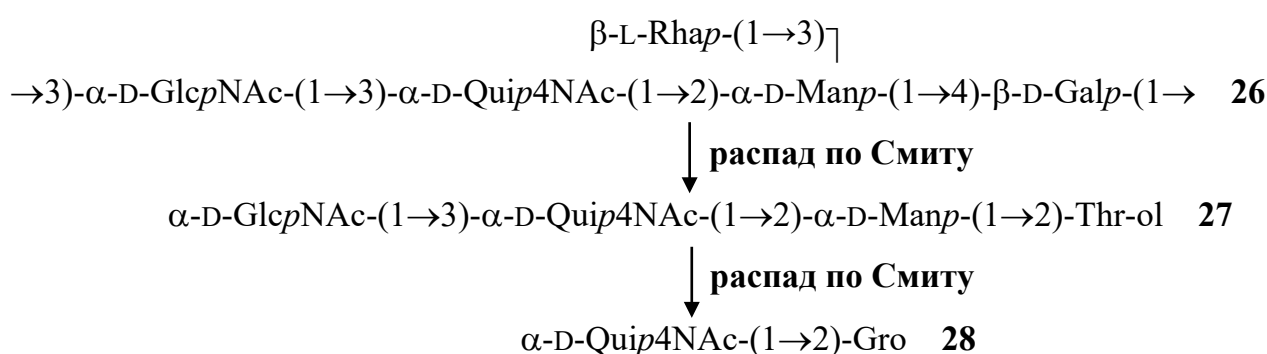 β-L-Rhap-(1→3)┐
→3)-α-D-GlcpNAc-(1→3)-α-D-Quip4NAc-(1→2)-α-D-Manp-(1→4)-β-D-Galp-(1→ 26
распад по Смиту
α-D-GlcpNAc-(1→3)-α-D-Quip4NAc-(1→2)-α-D-Manp-(1→2)-Thr-ol 27
распад по Смиту
α-D-Quip4NAc-(1→2)-Gro 28